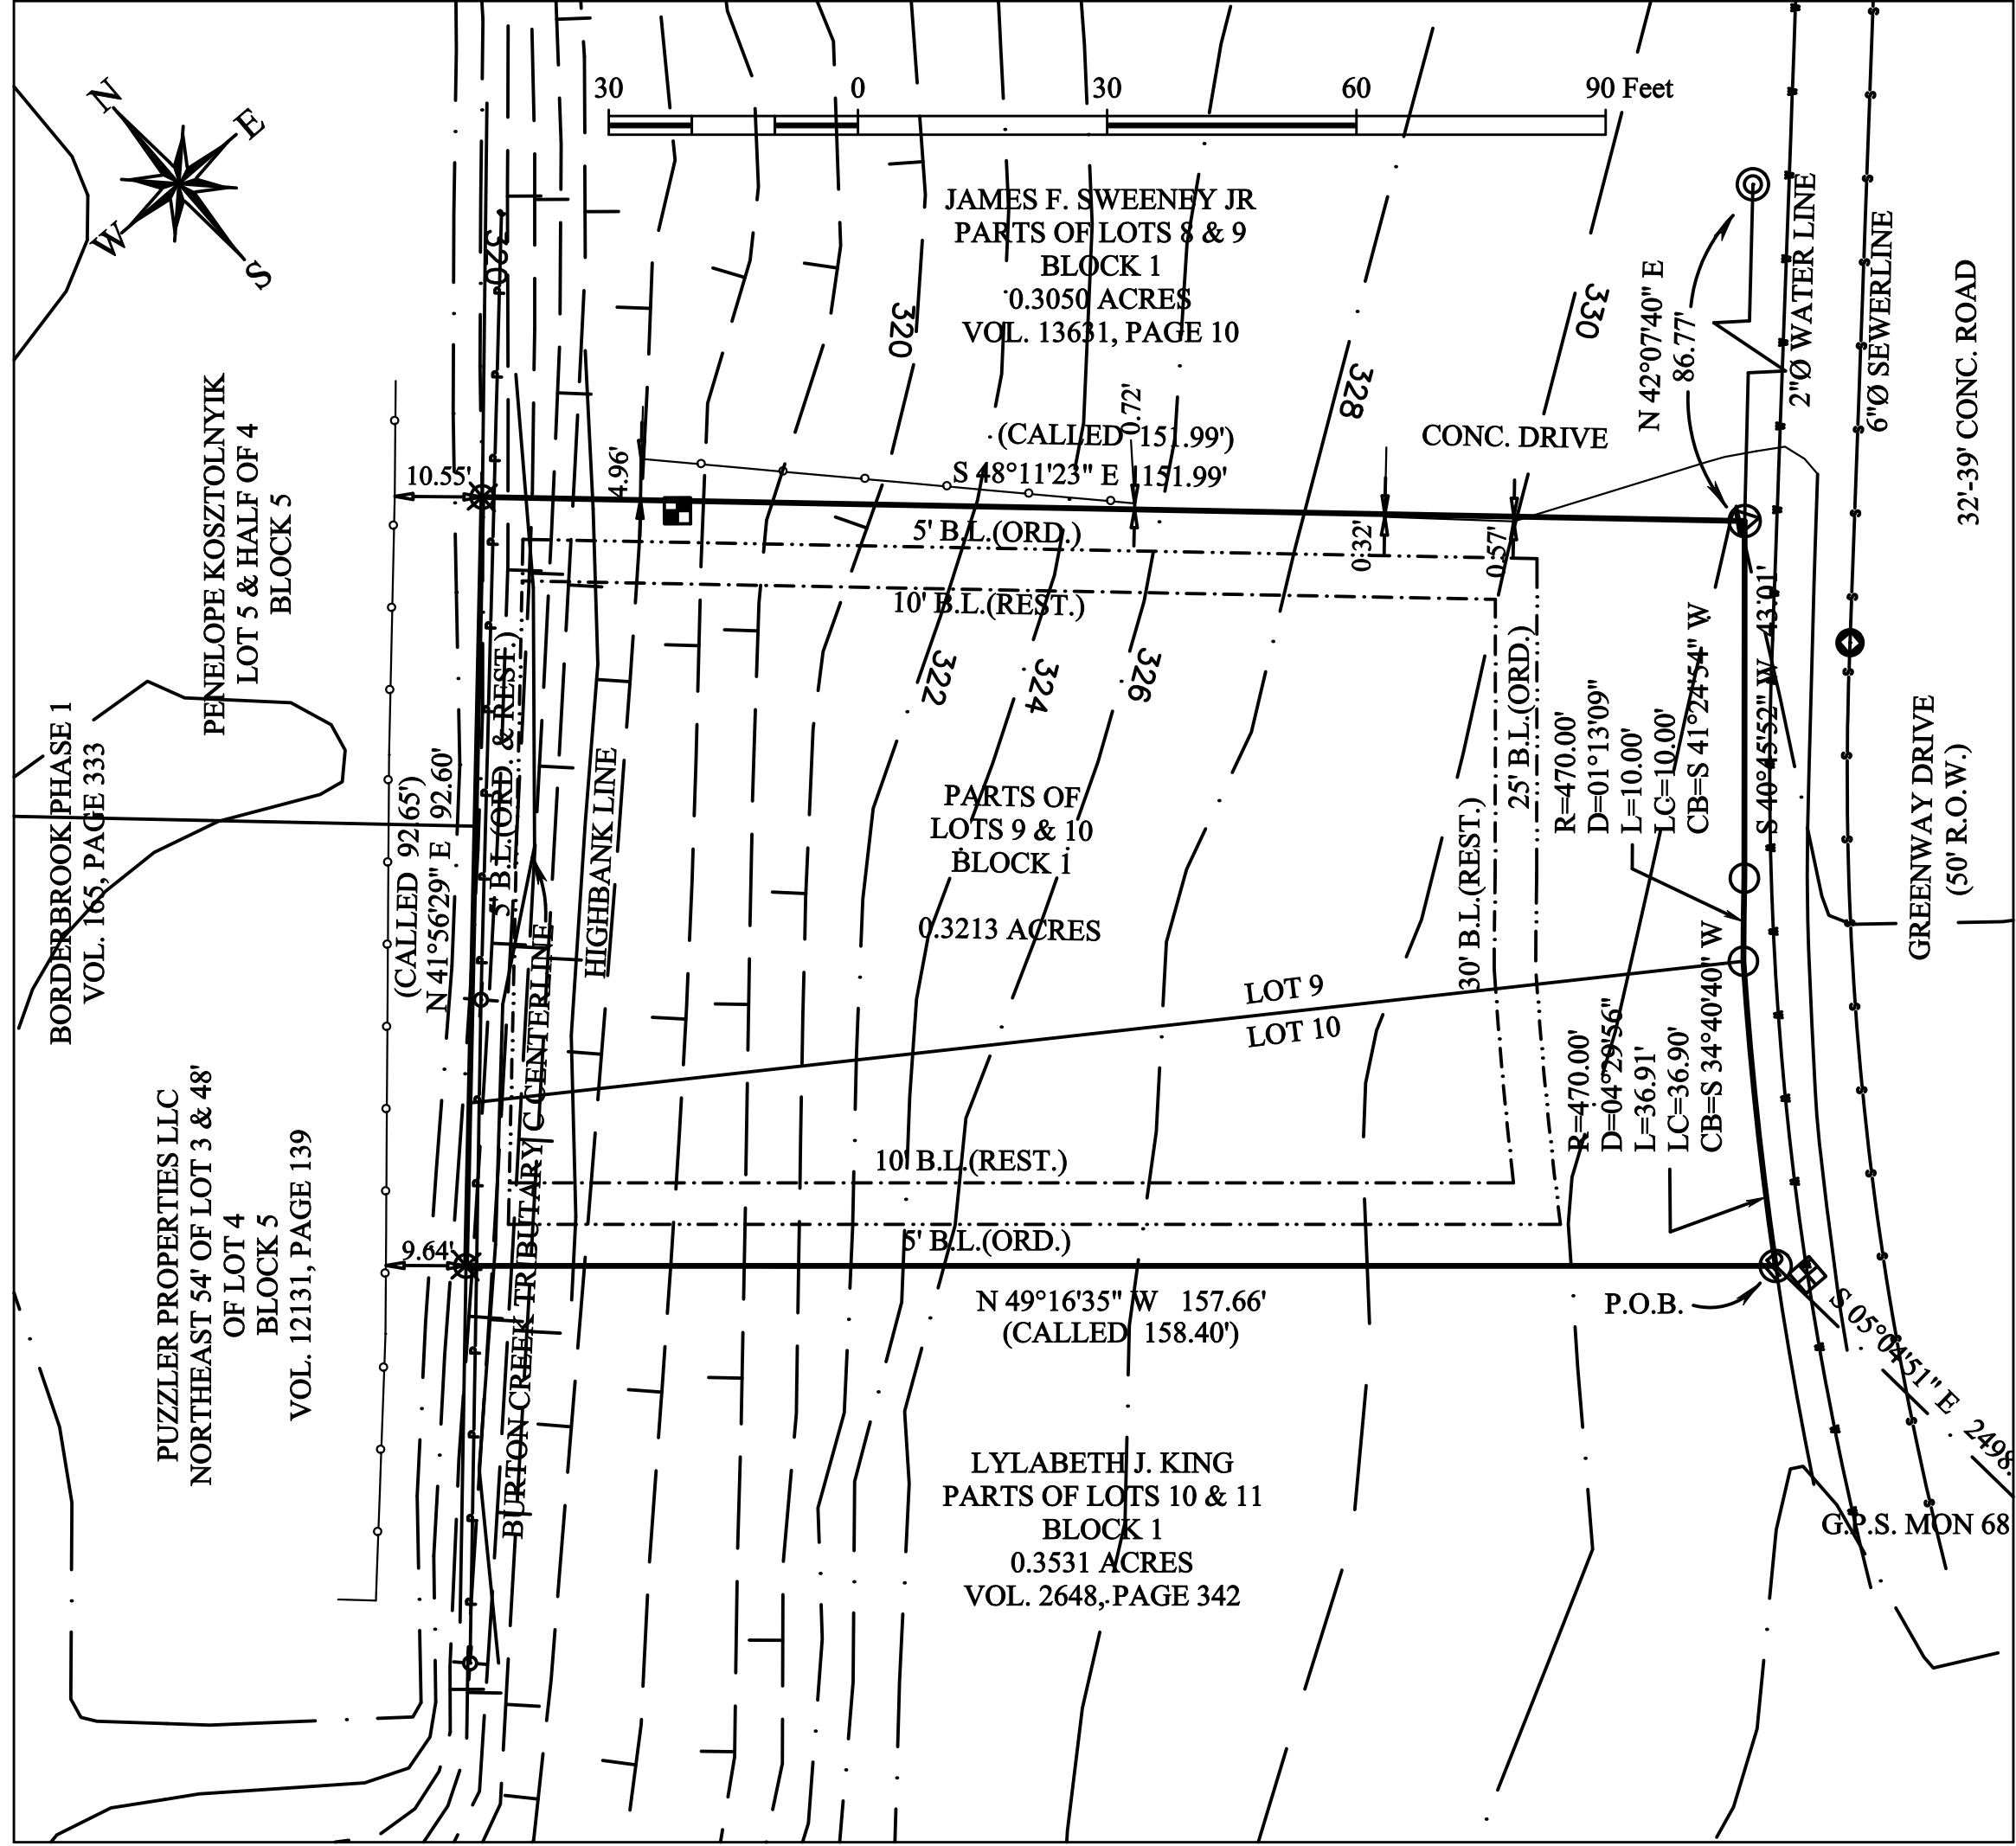 N
E
W
S
30 0 30 60 90 Feet
JAMES F. SWEENEY JR
PARTS OF LOTS 8 & 9
BLOCK 1
0.3050 ACRES
VOL. 13631, PAGE 10
320
320
330
328
322
324
326
N 42°07'40" E
86.77'
2"Ø WATER LINE
6"Ø SEWERLINE
32'-39' CONC. ROAD
PENELOPE KOSZTOLNYIK
LOT 5 & HALF OF 4
BLOCK 5
10.55'
4.96'
(CALLED 151.99')
S 48°11'23" E 151.99'
0.72'
CONC. DRIVE
0.32'
0.57'
5' B.L.(ORD.)
10' B.L.(REST.)
BORDERBROOK PHASE 1
VOL. 165, PAGE 333
(CALLED 92.65')
N 41°56'29" E 92.60'
5' B.L.(ORD. & REST.)
HIGHBANK LINE
PARTS OF
LOTS 9 & 10
BLOCK 1
0.3213 ACRES
30' B.L.(REST.)
25' B.L.(ORD.)
R=470.00'
D=01°13'09"
L=10.00'
LC=10.00'
CB=S 41°24'54" W
S 40°45'52" W 43.01'
GREENWAY DRIVE
(50' R.O.W.)
LOT 9
LOT 10
R=470.00'
D=04°29'56"
L=36.91'
LC=36.90'
CB=S 34°40'40" W
PUZZLER PROPERTIES LLC
NORTHEAST 54' OF LOT 3 & 48'
OF LOT 4
BLOCK 5
VOL. 12131, PAGE 139
9.64'
BURTON CREEK TRIBUTARY C CENTERLINE
10' B.L.(REST.)
5' B.L.(ORD.)
N 49°16'35" W 157.66'
(CALLED 158.40')
P.O.B.
S 05°04'51" E 2498.
G.P.S. MON 68
LYLABETH J. KING
PARTS OF LOTS 10 & 11
BLOCK 1
0.3531 ACRES
VOL. 2648, PAGE 342